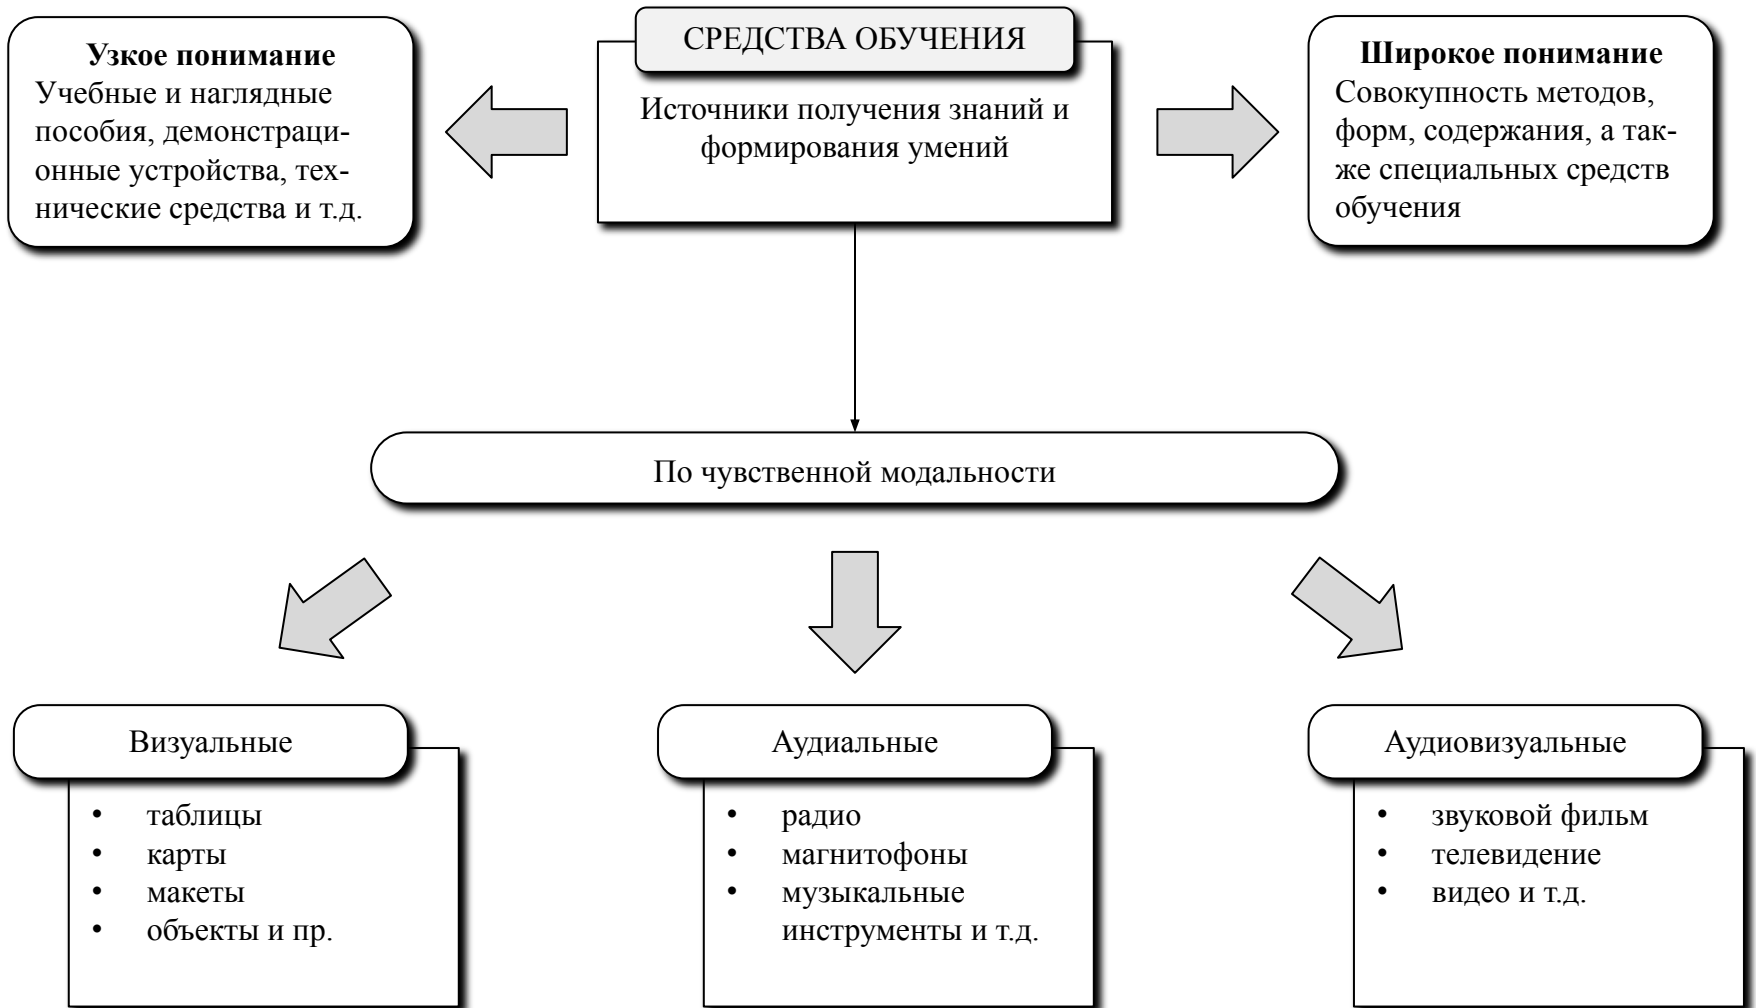 СРЕДСТВА ОБУЧЕНИЯ
Источники получения знаний и
формирования умений
Узкое понимание
Учебные и наглядные
пособия, демонстраци-
онные устройства, тех-
нические средства и т.д.
Широкое понимание
Совокупность методов,
форм, содержания, а так-
же специальных средств
обучения
По чувственной модальности
Визуальные
• таблицы
• карты
• макеты
• объекты и пр.
Аудиальные
• радио
• магнитофоны
• музыкальные
инструменты и т.д.
Аудиовизуальные
• звуковой фильм
• телевидение
• видео и т.д.